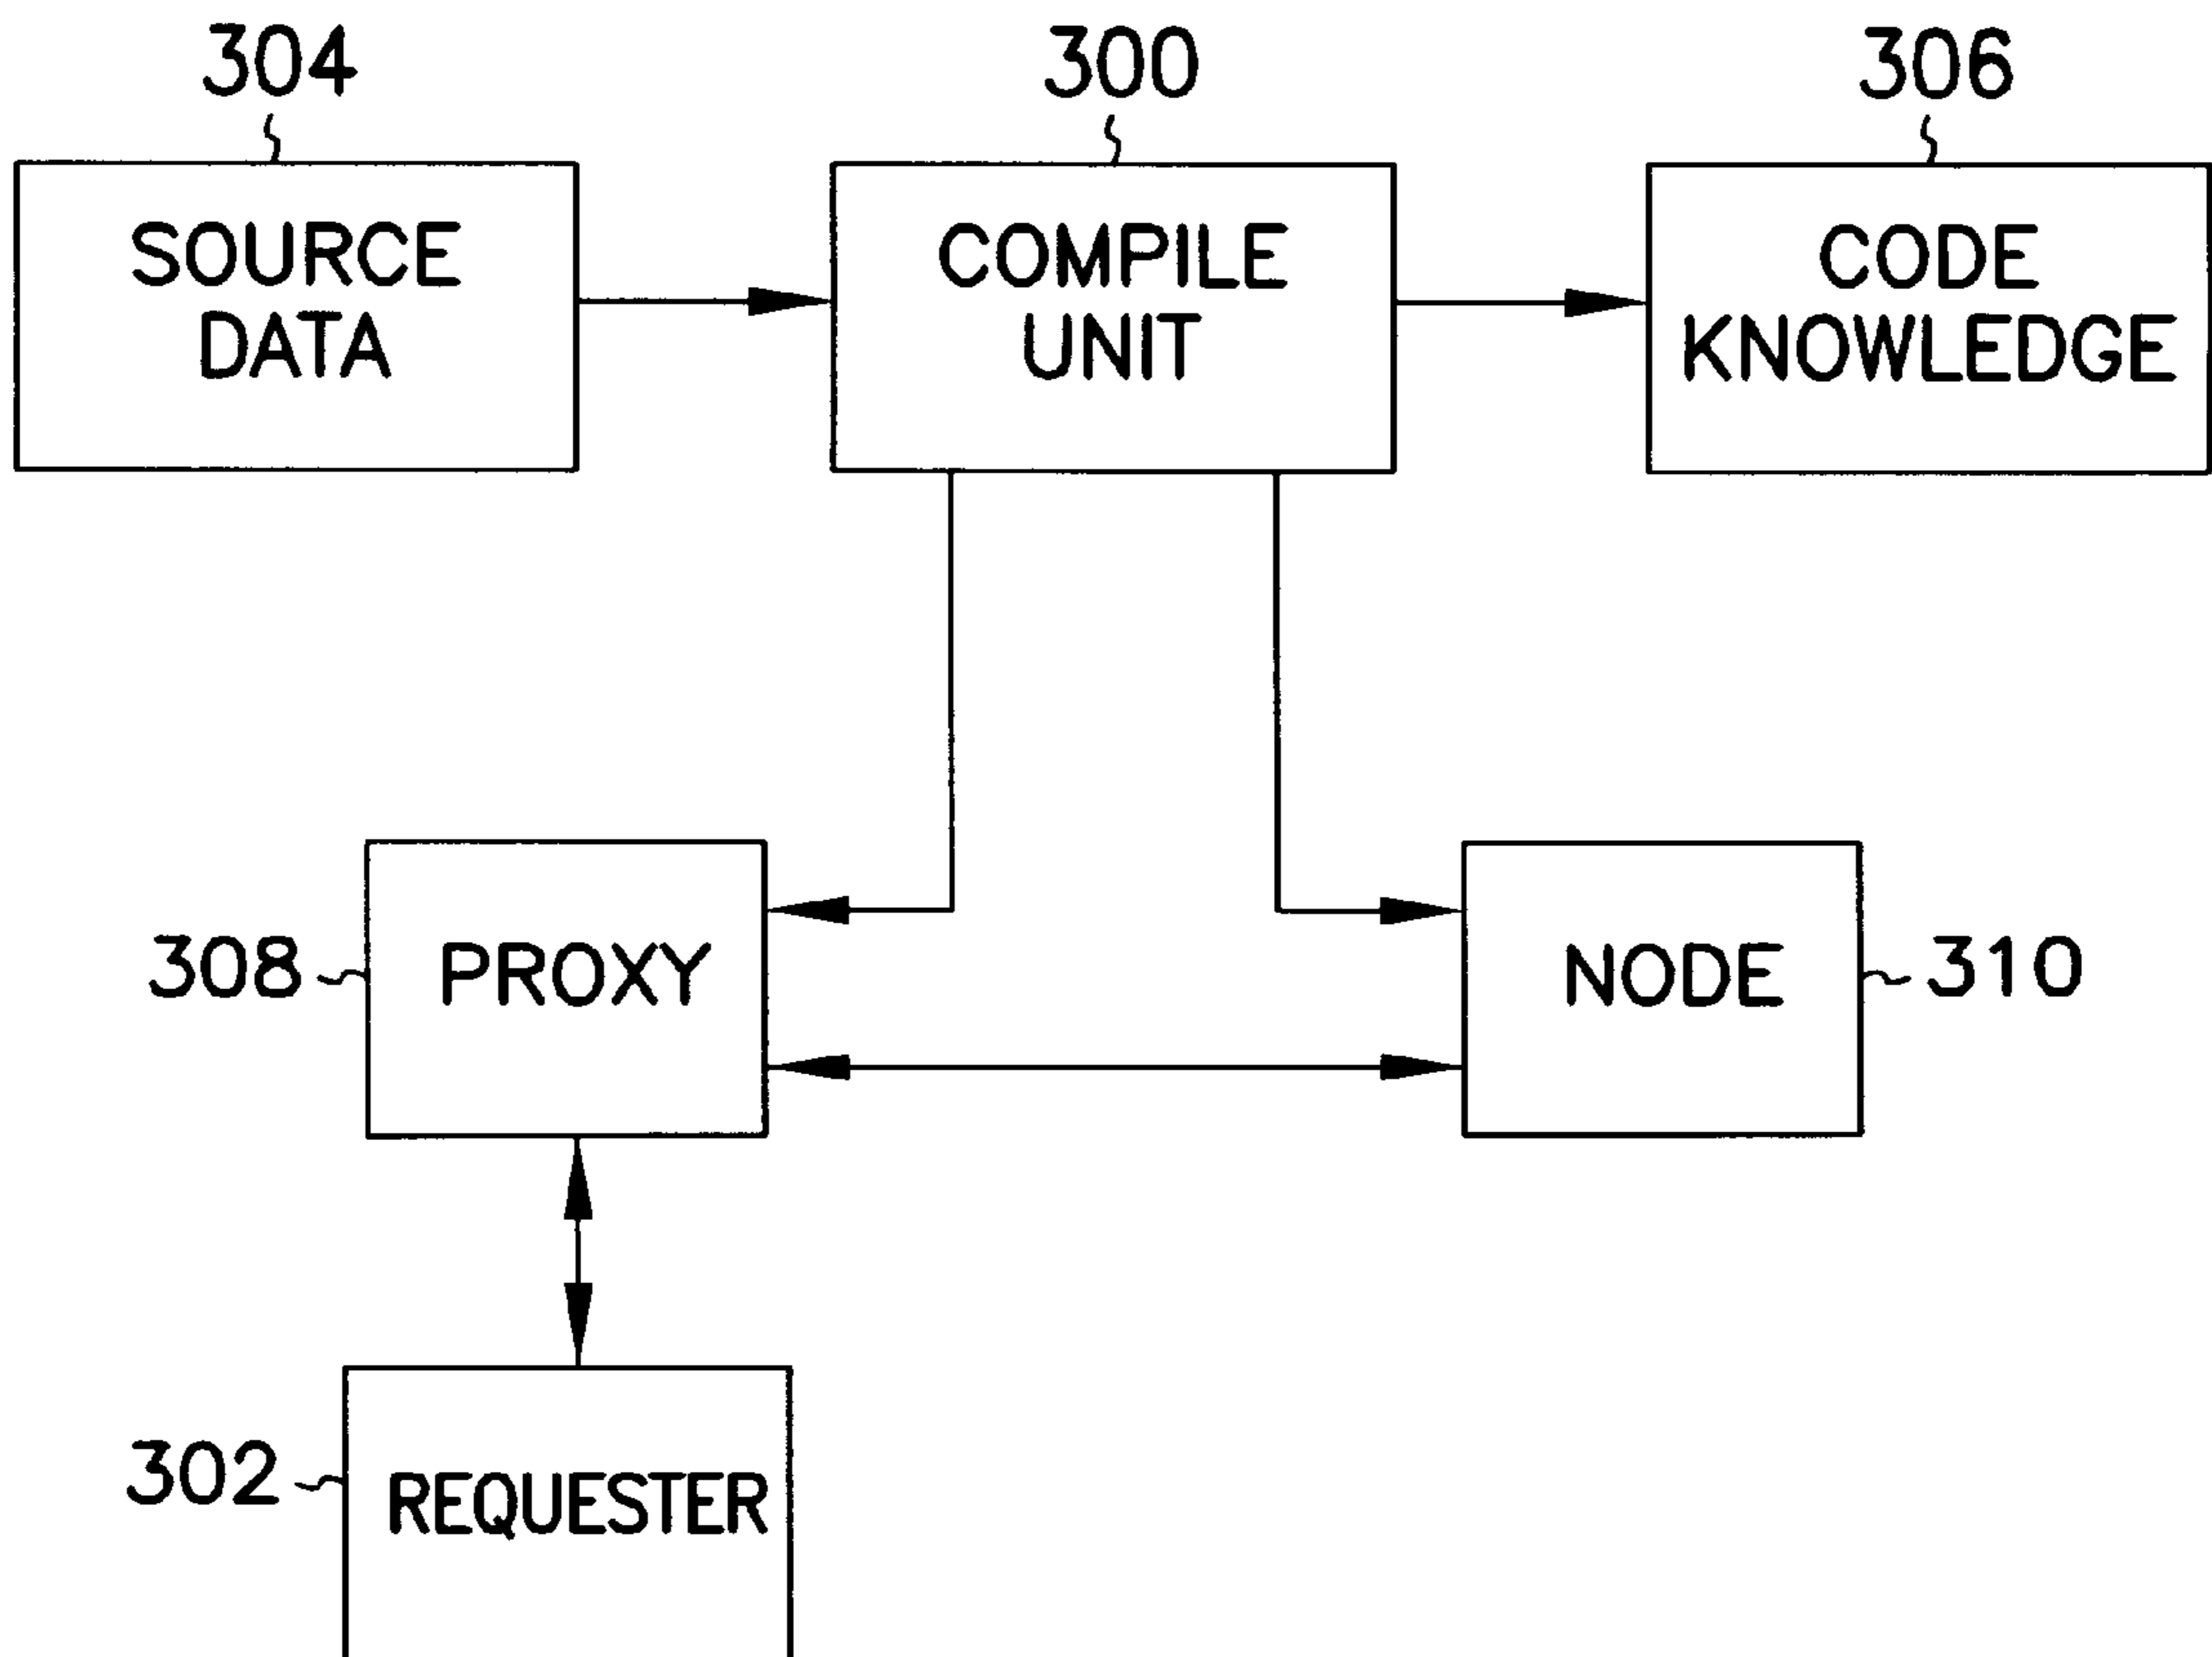 304
300
306
SOURCE
DATA
COMPILE
UNIT
CODE
KNOWLEDGE
308
PROXY
NODE
310
302
REQUESTER